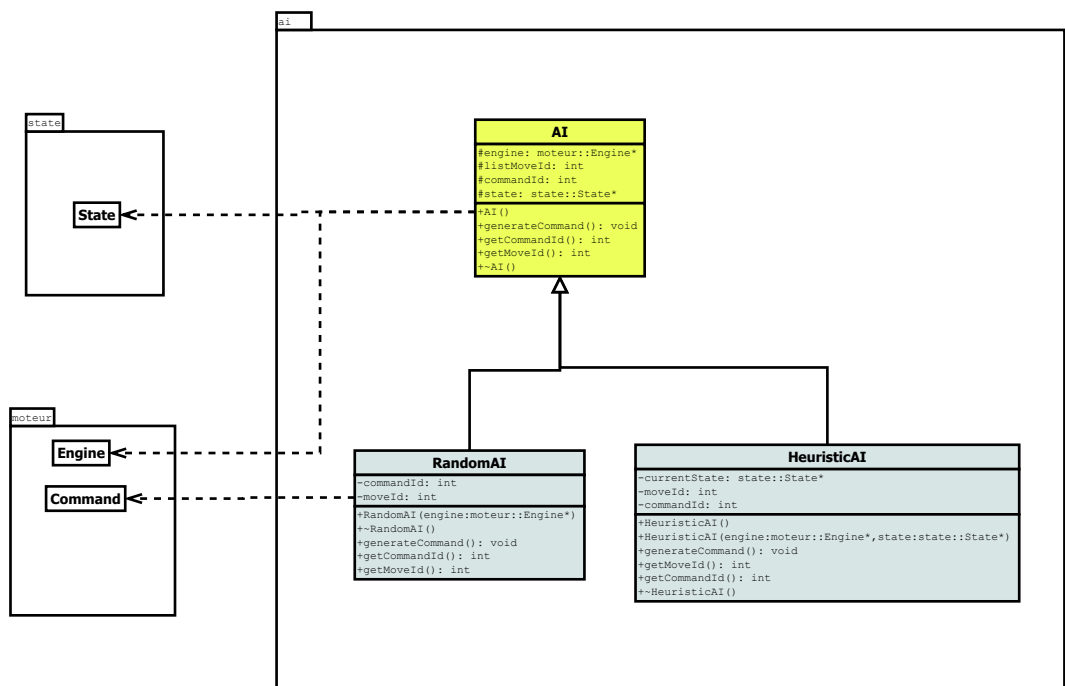 ai
state
State
AI
#engine: moteur::Engine*
#listMoveId: int
#commandId: int
#state: state::State*
+AI()
+generateCommand(): void
+getCommandId(): int
+getMoveId(): int
+~AI()
moteur
Engine
Command
RandomAI
-commandId: int
-moveId: int
+RandomAI(engine:moteur::Engine*)
+~RandomAI()
+generateCommand(): void
+getCommandId(): int
+getMoveId(): int
HeuristicAI
-currentState: state::State*
-moveId: int
-commandId: int
+HeuristicAI()
+HeuristicAI(engine:moteur::Engine*,state:state::State*)
+generateCommand(): void
+getMoveId(): int
+getCommandId(): int
+~HeuristicAI()